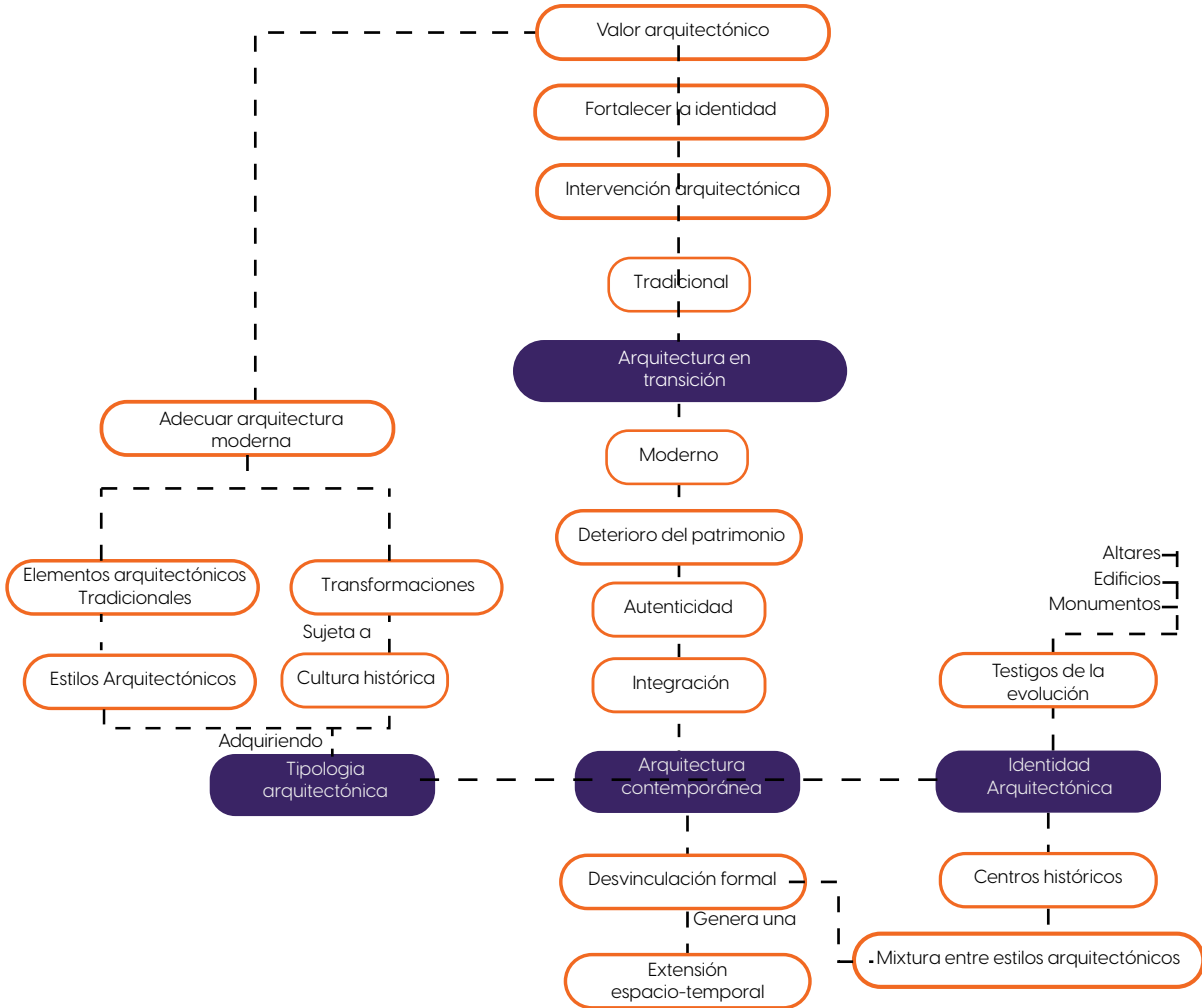 Valor arquitectónico
Fortalecer la identidad
Intervención arquitectónica
Tradicional
Arquitectura en
transición
Adecuar arquitectura
moderna
Moderno
Deterioro del patrimonio
Elementos arquitectónicos
Tradicionales
Transformaciones
Autenticidad
Altares
Edificios
Monumentos
Sujeta a
Estilos Arquitectónicos
Cultura histórica
Integración
Testigos de la
evolución
Adquiriendo
Tipologia
arquitectónica
Arquitectura
contemporánea
Identidad
Arquitectónica
Desvinculación formal
Centros históricos
Genera una
Mixtura entre estilos arquitectónicos
Extensión
espacio-temporal